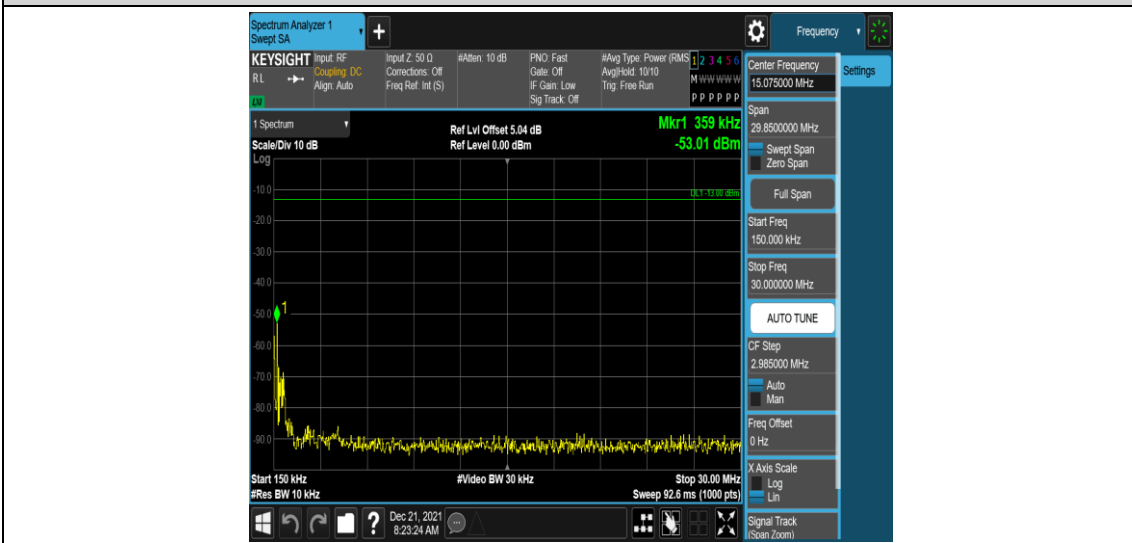 Spectrum Analyzer 1
Swept SA
+
Frequency
KEYSIGHT
RL
LXI
Input: RF
Coupling: DC
Align: Auto
Input Z: 50 Ω
Corrections: Off
Freq Ref: Int (S)
#Atten: 10 dB
PNO: Fast
Gate: Off
IF Gain: Low
Sig Track: Off
#Avg Type: Power (RMS
Avg|Hold: 10/10
Trig: Free Run
1 2 3 4 5 6
M W W W W W
P P P P P P
Center Frequency
15.075000 MHz
Settings
Span
29.8500000 MHz
Swept Span
Zero Span
Full Span
Start Freq
150.000 kHz
Stop Freq
30.000000 MHz
AUTO TUNE
CF Step
2.985000 MHz
Auto
Man
Freq Offset
0 Hz
X Axis Scale
Log
Lin
Signal Track
(Span Zoom)
1 Spectrum
Scale/Div 10 dB
Log
Ref Lvl Offset 5.04 dB
Ref Level 0.00 dBm
Mkr1 359 kHz
-53.01 dBm
DL1 -13.00 dBm
-10.0
-20.0
-30.0
-40.0
-50.0
1
-60.0
-70.0
-80.0
-90.0
Start 150 kHz
#Video BW 30 kHz
Stop 30.00 MHz
#Res BW 10 kHz
Sweep 92.6 ms (1000 pts)
?
Dec 21, 2021
8:23:24 AM